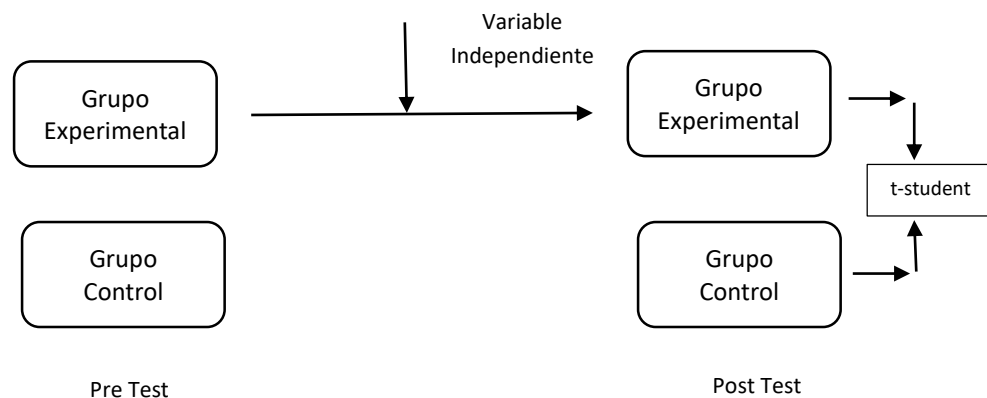 Variable
Independiente
Grupo
Experimental
Grupo
Experimental
t-student
Grupo
Control
Grupo
Control
Pre Test
Post Test